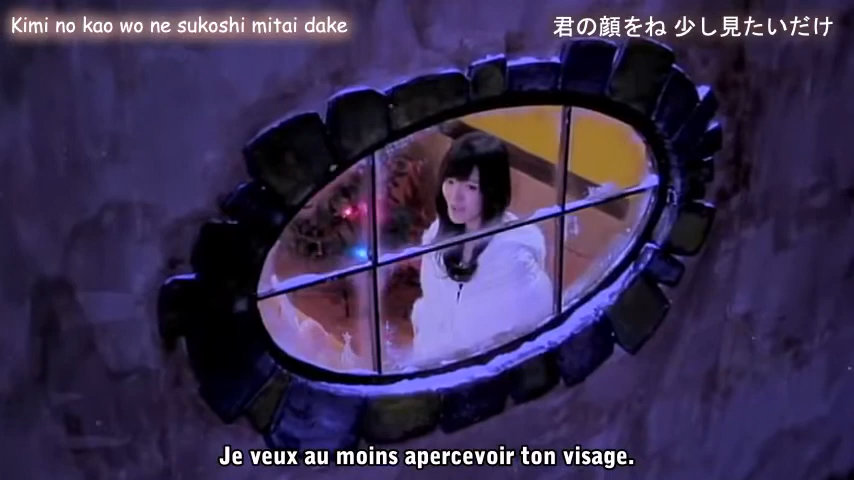 Kimi no kao wo ne sukoshi mitai dake
君の顔をね 少し見たいだけ
Je veux au moins apercevoir ton visage.